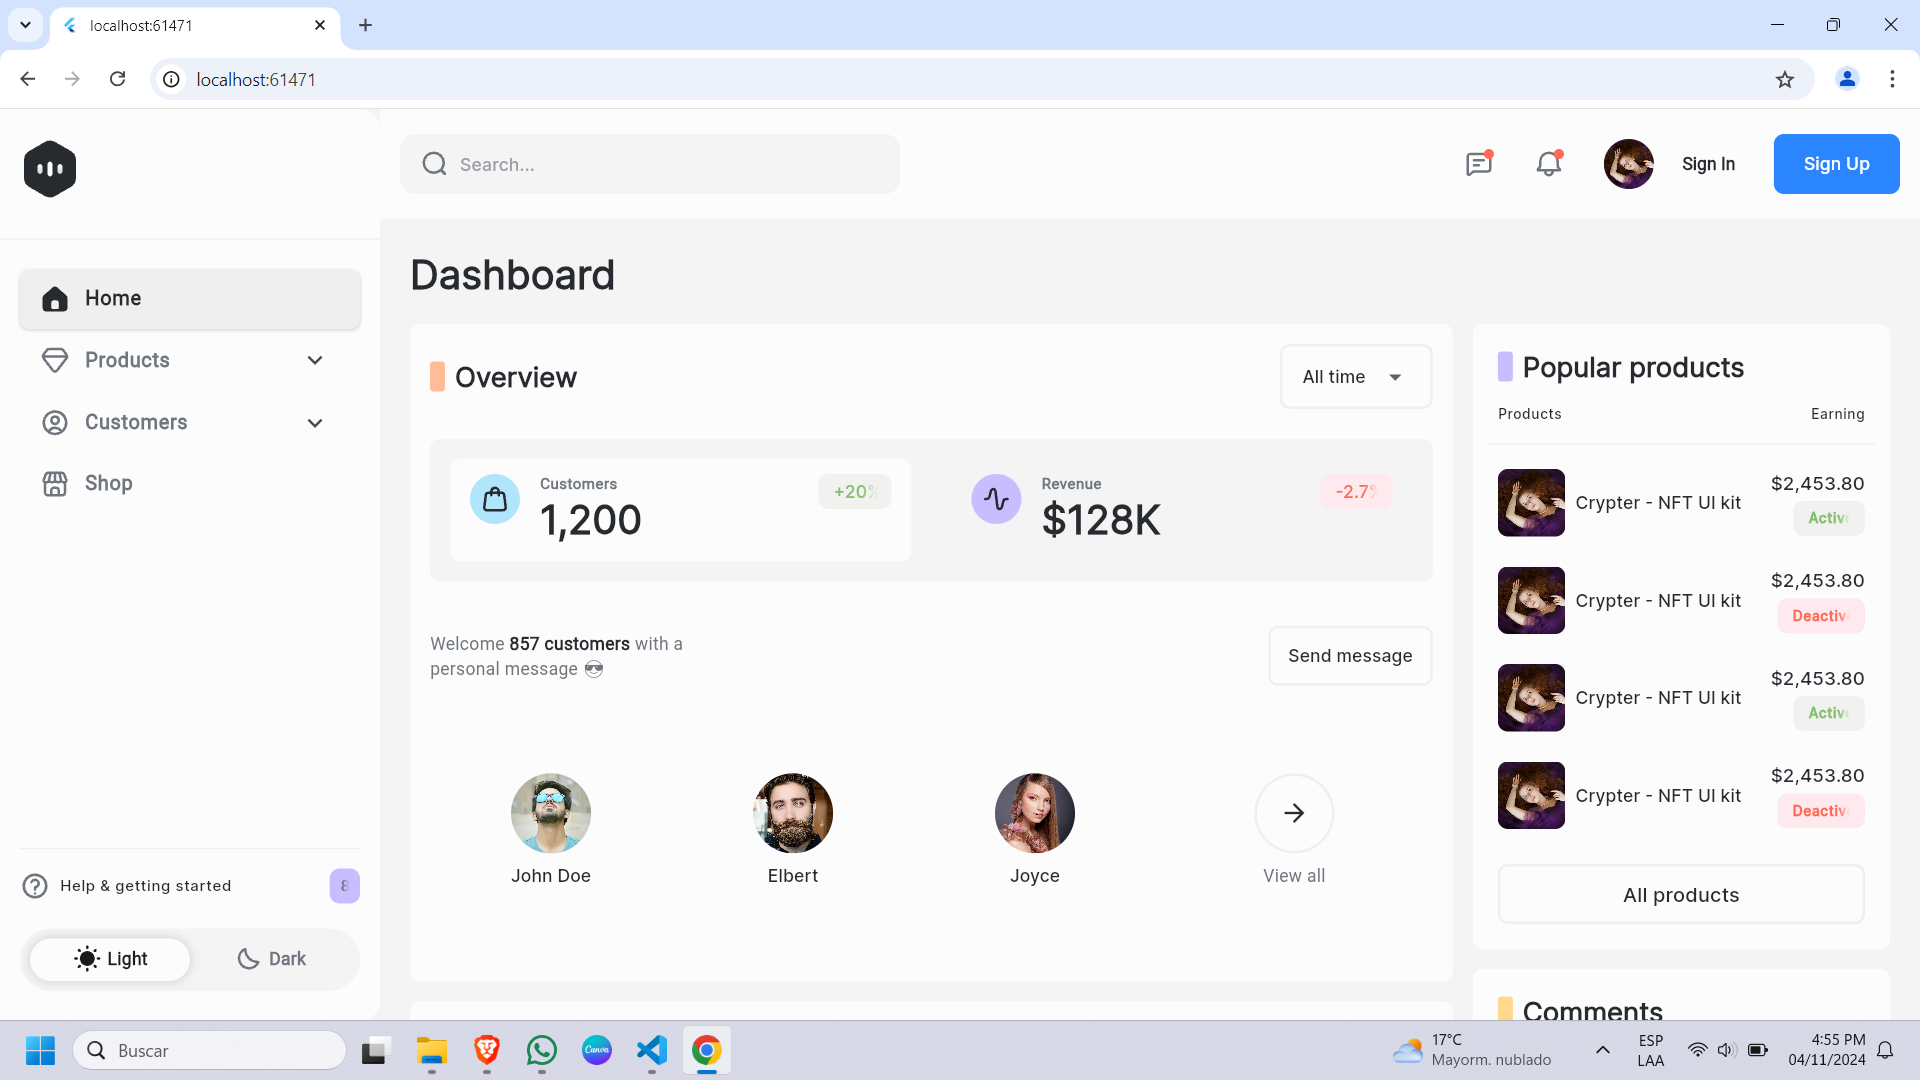 localhost:61471
localhost:61471
Search...
Sign In
Sign Up
Home
Products
Customers
Shop
Help & getting started
8
Light
Dark
Dashboard
Overview
All time
Customers
1,200
+20%
Revenue
$128K
-2.7%
Welcome 857 customers with a
personal message 😎
Send message
John Doe
Elbert
Joyce
View all
Popular products
Products Earning
Crypter - NFT UI kit
$2,453.80
Active
Crypter - NFT UI kit
$2,453.80
Deactiv
Crypter - NFT UI kit
$2,453.80
Active
Crypter - NFT UI kit
$2,453.80
Deactiv
All products
Comments
Buscar
Canva
17°C
Mayorm. nublado
ESP
LAA
4:55 PM
04/11/2024